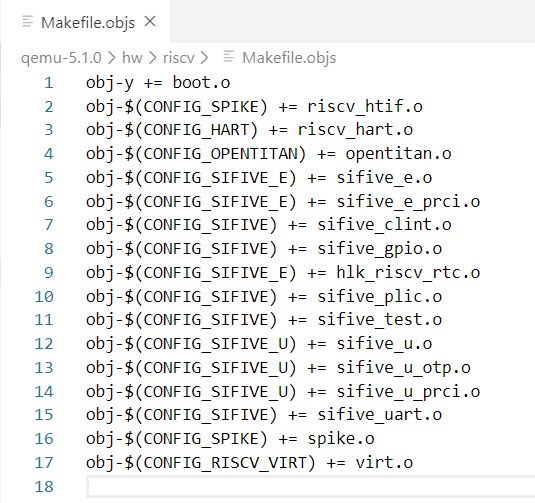 Makefile.objs
qemu-5.1.0 > hw > riscv > Makefile.objs
1 obj-y += boot.o
2 obj-$(CONFIG_SPIKE) += riscv_htif.o
3 obj-$(CONFIG_HART) += riscv_hart.o
4 obj-$(CONFIG_OPENTITAN) += opentitan.o
5 obj-$(CONFIG_SIFIVE_E) += sifive_e.o
6 obj-$(CONFIG_SIFIVE_E) += sifive_e_prci.o
7 obj-$(CONFIG_SIFIVE) += sifive_clint.o
8 obj-$(CONFIG_SIFIVE) += sifive_gpio.o
9 obj-$(CONFIG_SIFIVE_E) += hlk_riscv_rtc.o
10 obj-$(CONFIG_SIFIVE) += sifive_plic.o
11 obj-$(CONFIG_SIFIVE) += sifive_test.o
12 obj-$(CONFIG_SIFIVE_U) += sifive_u.o
13 obj-$(CONFIG_SIFIVE_U) += sifive_u_otp.o
14 obj-$(CONFIG_SIFIVE_U) += sifive_u_prci.o
15 obj-$(CONFIG_SIFIVE) += sifive_uart.o
16 obj-$(CONFIG_SPIKE) += spike.o
17 obj-$(CONFIG_RISCV_VIRT) += virt.o
18